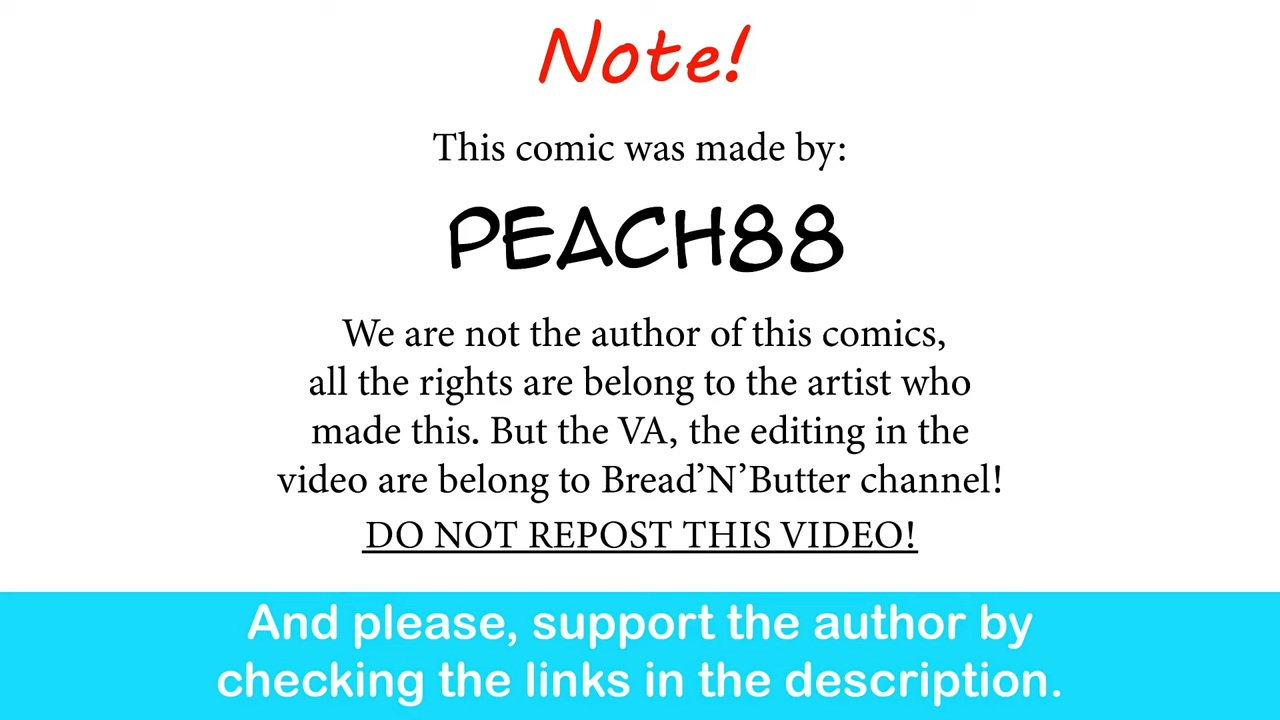 Note!
This comic was made by:
PEACH88
We are not the author of this comics,
all the rights are belong to the artist who
made this. But the VA, the editing in the
video are belong to Bread’N’Butter channel!
DO NOT REPOST THIS VIDEO!
And please, support the author by
checking the links in the description.